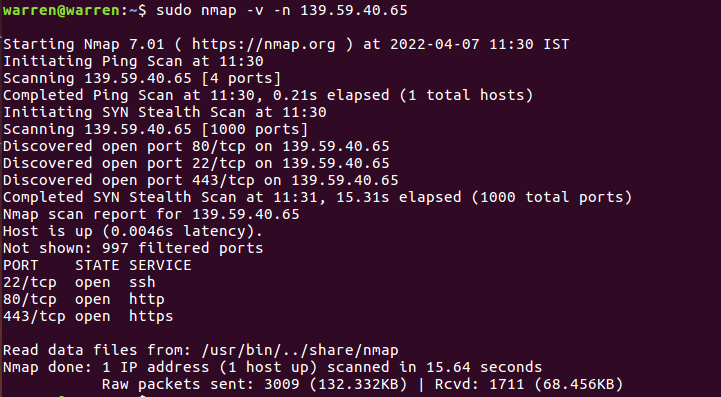 warren@warren:~$ sudo nmap -v -n 139.59.40.65

Starting Nmap 7.01 ( https://nmap.org ) at 2022-04-07 11:30 IST
Initiating Ping Scan at 11:30
Scanning 139.59.40.65 [4 ports]
Completed Ping Scan at 11:30, 0.21s elapsed (1 total hosts)
Initiating SYN Stealth Scan at 11:30
Scanning 139.59.40.65 [1000 ports]
Discovered open port 80/tcp on 139.59.40.65
Discovered open port 22/tcp on 139.59.40.65
Discovered open port 443/tcp on 139.59.40.65
Completed SYN Stealth Scan at 11:31, 15.31s elapsed (1000 total ports)
Nmap scan report for 139.59.40.65
Host is up (0.0046s latency).
Not shown: 997 filtered ports
PORT    STATE SERVICE
22/tcp  open  ssh
80/tcp  open  http
443/tcp open  https

Read data files from: /usr/bin/../share/nmap
Nmap done: 1 IP address (1 host up) scanned in 15.64 seconds
           Raw packets sent: 3009 (132.332KB) | Rcvd: 1711 (68.456KB)